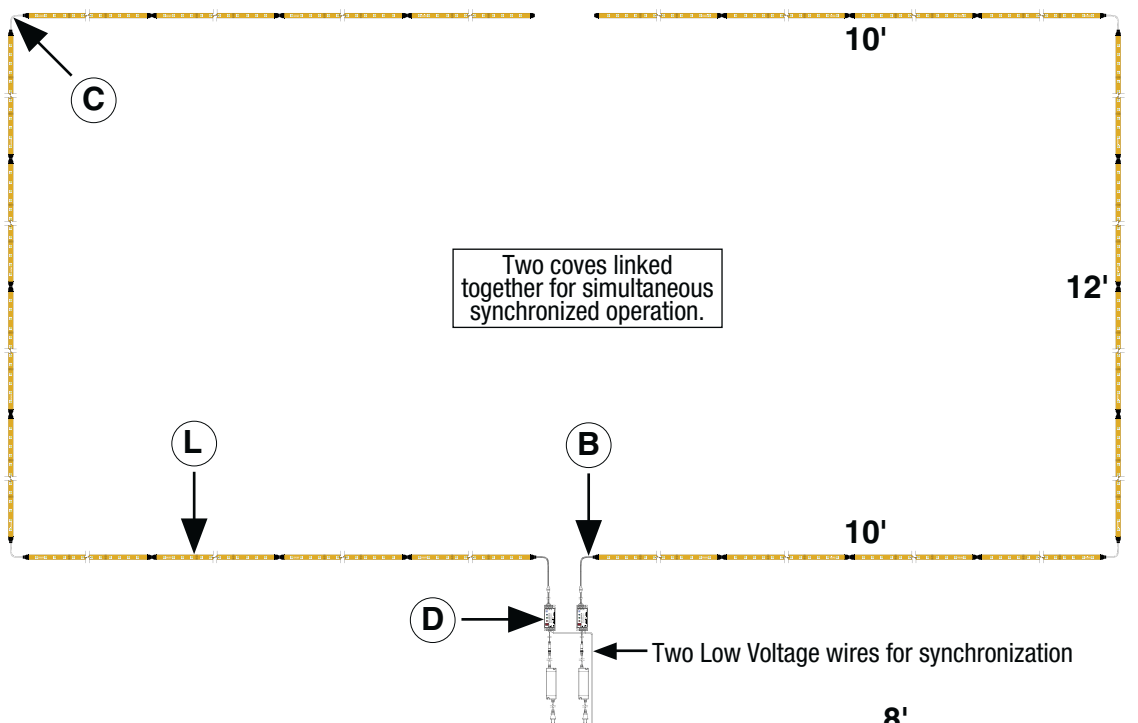 10'
C
Two coves linked
together for simultaneous
synchronized operation.
12'
L
B
10'
D
Two Low Voltage wires for synchronization
8'